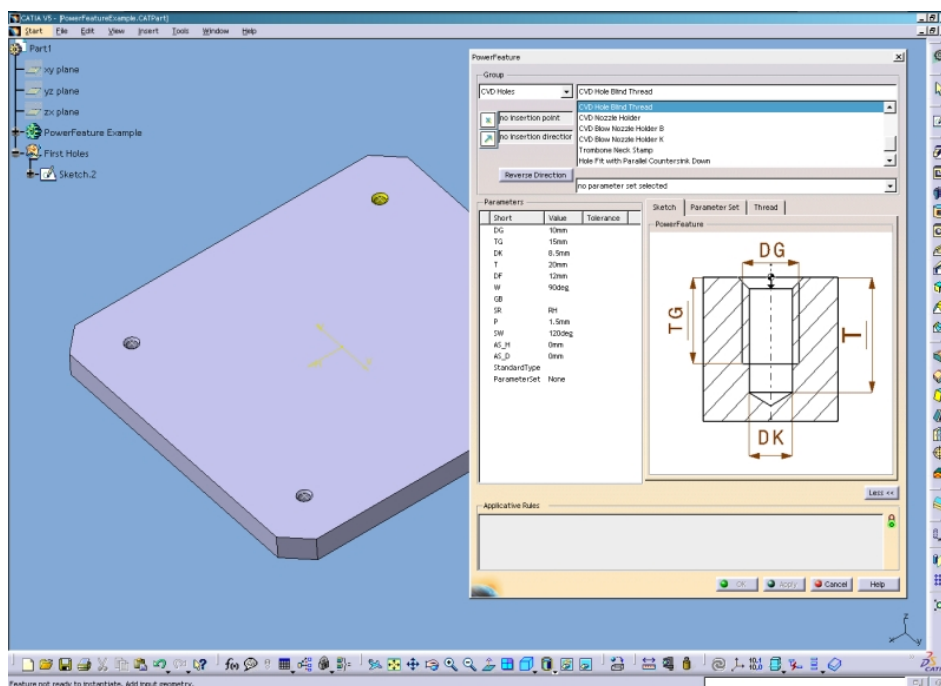 CATIA V5 - [PowerFeatureExample.CATPart]
Start File Edit View Insert Tools Window Help
Part1
xy plane
yz plane
zx plane
PowerFeature Example
First Holes
Sketch.2
PowerFeature
Group
CVD Holes
CVD Hole Blind Thread
no insertion point
no insertion direction
Reverse Direction
CVD Hole Blind Thread
CVD Nozzle Holder
CVD Blow Nozzle Holder B
CVD Blow Nozzle Holder K
Trombone Neck Stamp
Hole Fit with Parallel Countersink Down
no parameter set selected
Parameters
Short Value Tolerance
DG 10mm
TG 15mm
DK 8.5mm
T 20mm
DF 12mm
W 90deg
GB
SR RH
P 1.5mm
SW 120deg
AS_H 0mm
AS_D 0mm
StandardType
ParameterSet None
Sketch Parameter Set Thread
PowerFeature
DG
TG
T
DK
Less <<
Applicative Rules
OK Apply Cancel Help
z
x
y
f(x)
Feature not ready to instantiate. Add input geometry.